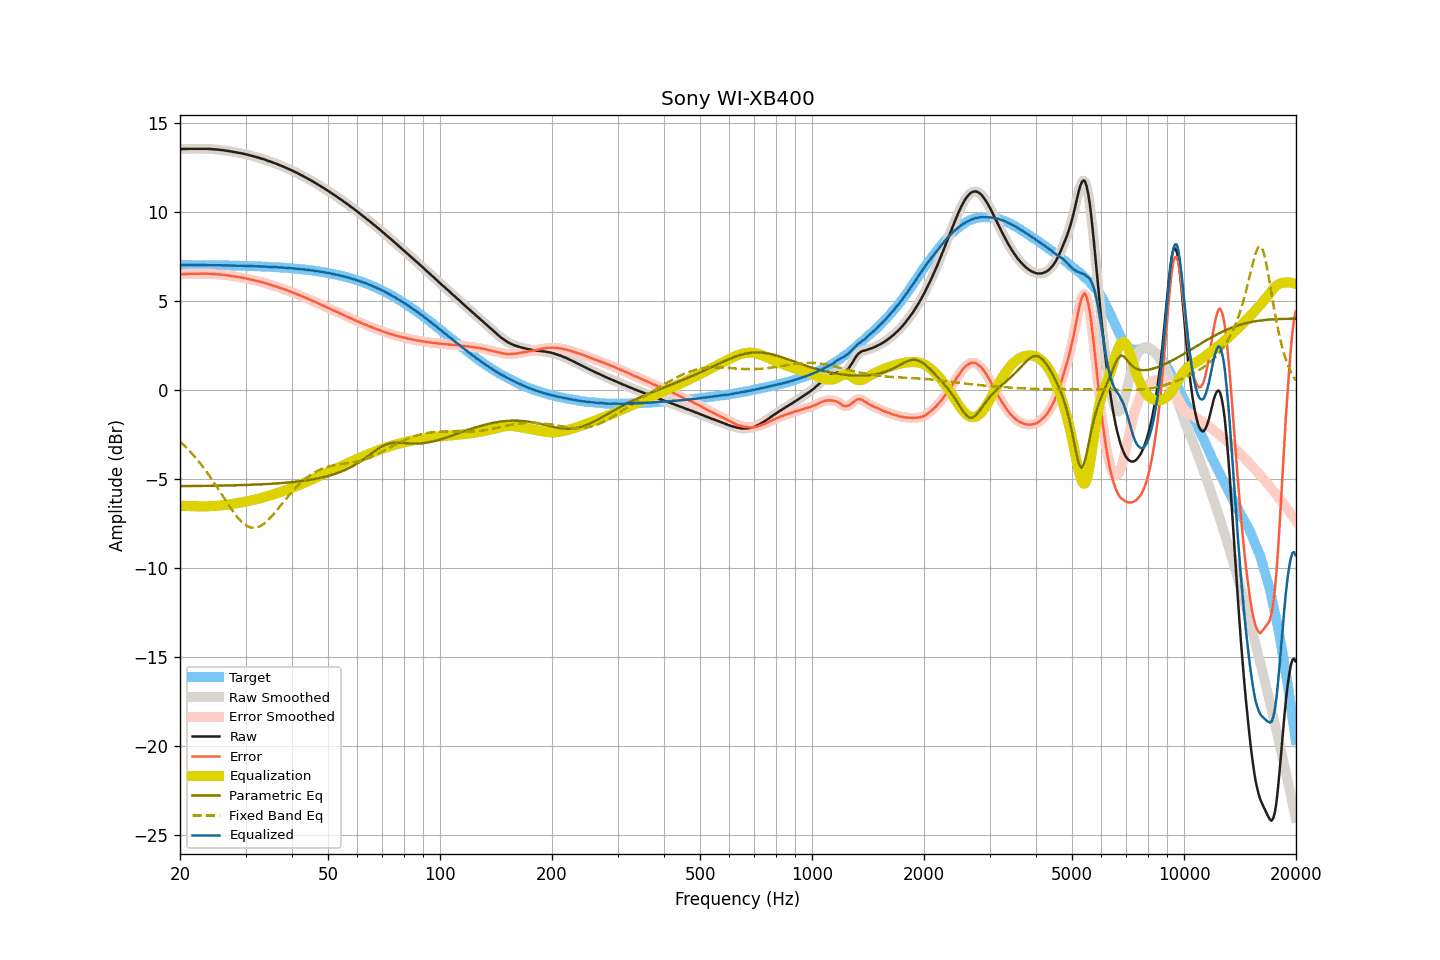 Sony WI-XB400
15
10
5
0
−5
−10
−15
−20
−25
Amplitude (dBr)
Target
Raw Smoothed
Error Smoothed
Raw
Error
Equalization
Parametric Eq
Fixed Band Eq
Equalized
20 50 100 200 500 1000 2000 5000 10000 20000
Frequency (Hz)